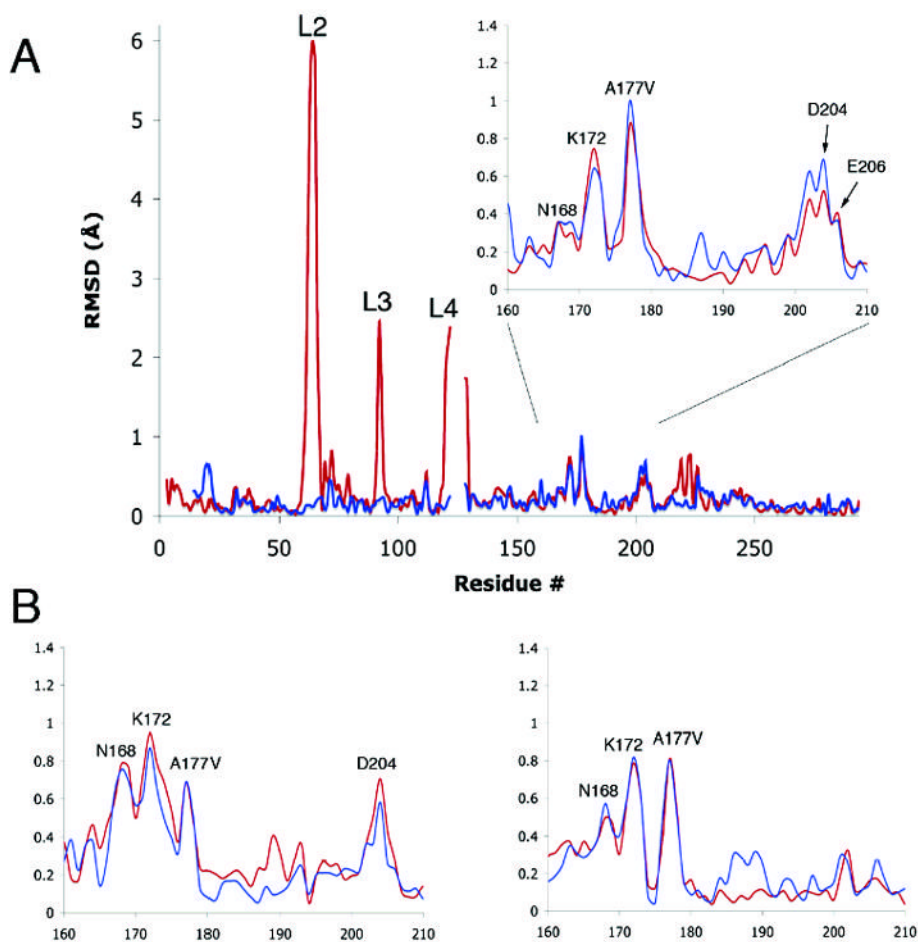 A
L2
L3
L4
RMSD (Å)
6
5
4
3
2
1
0
0 50 100 150 200 250
Residue #
1.4
1.2
1
0.8
0.6
0.4
0.2
0
160 170 180 190 200 210
N168
K172
A177V
D204
E206
B
1.4
1.2
1
0.8
0.6
0.4
0.2
0
160 170 180 190 200 210
N168
K172
A177V
D204
1.4
1.2
1
0.8
0.6
0.4
0.2
0
160 170 180 190 200 210
N168
K172
A177V